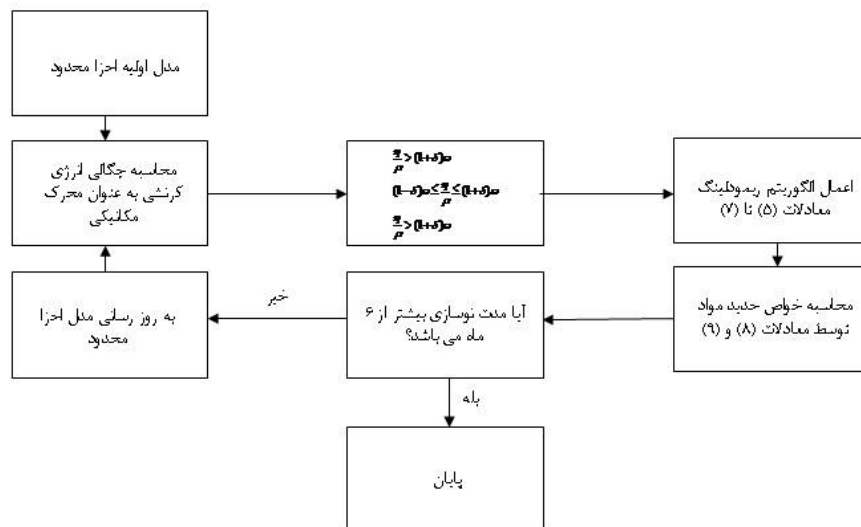 مدل اولیه اجزا محدود
محاسبه چگالی انرژی
کرنشی به عنوان محرک
مکانیکی
اعمال الگوریتم ریمودلینگ
معادلات (۵) تا (۷)
محاسبه خواص جدید مواد
توسط معادلات (۸) و (۹)
آیا مدت نوسازی بیشتر از ۶
ماه می باشد؟
خیر
به روز رسانی مدل اجزا
محدود
بله
پایان